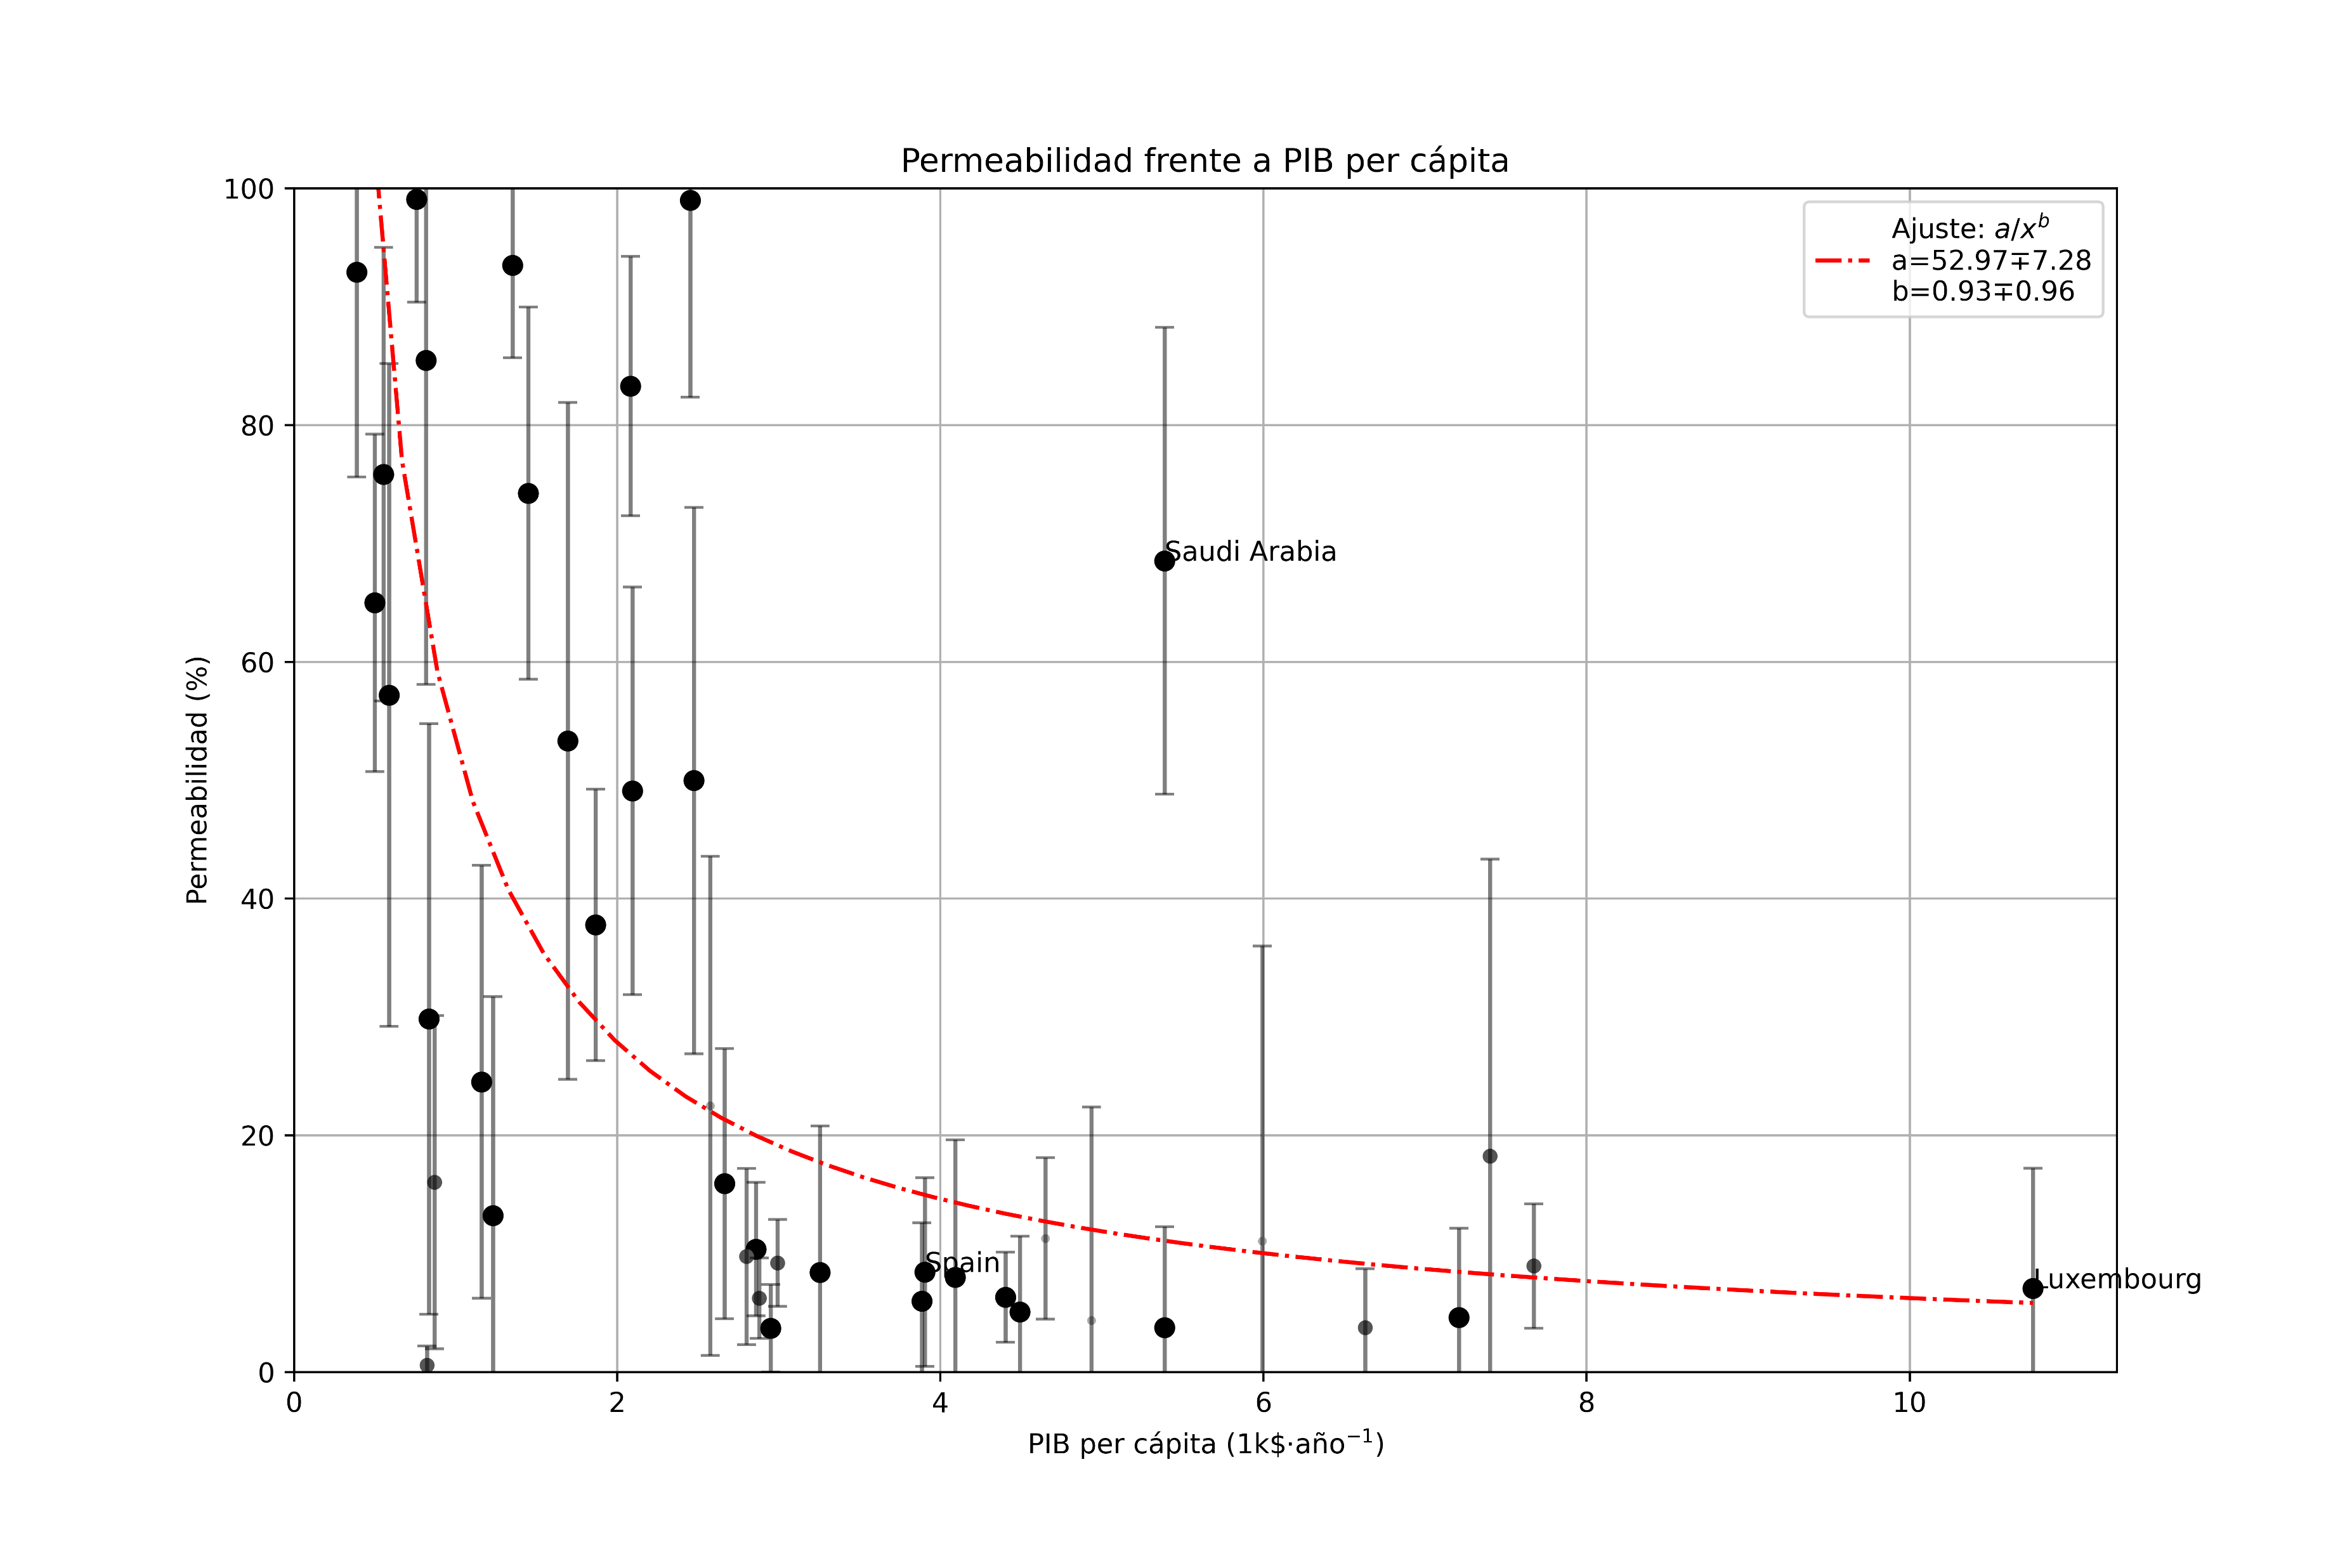 Permeabilidad frente a PIB per cápita
Ajuste: a/x^b
a=52.97∓7.28
b=0.93∓0.96
Permeabilidad (%)
100
80
60
40
20
0
Saudi Arabia
Spain
Luxembourg
0 2 4 6 8 10
PIB per cápita (1k$·año⁻¹)